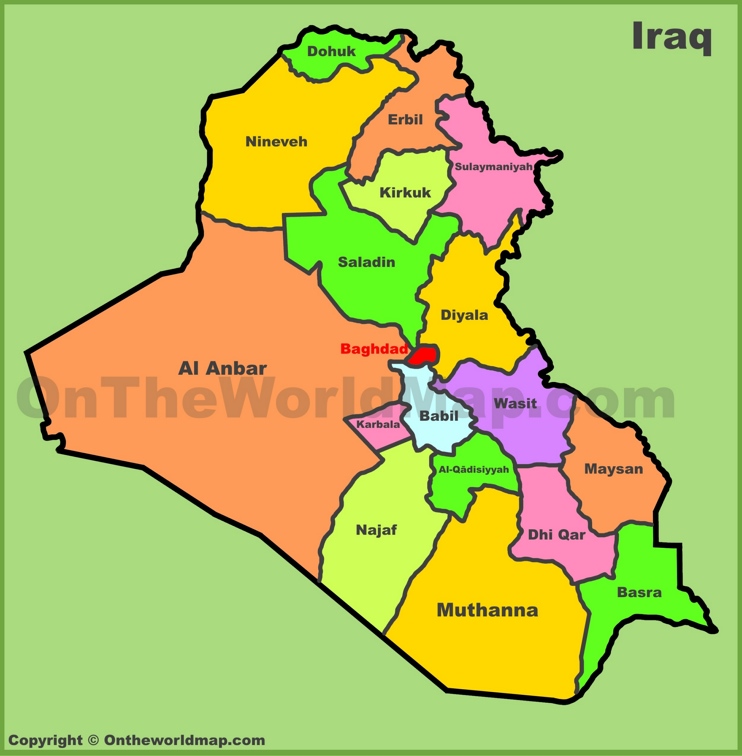 Iraq
Dohuk
Erbil
Nineveh
Sulaymaniyah
Kirkuk
Saladin
Diyala
Baghdad
Al Anbar
OnTheWorldMap.com
Wasit
Babil
Karbala
Maysan
Al-Qādisiyyah
Najaf
Dhi Qar
Basra
Muthanna
Copyright © Ontheworldmap.com